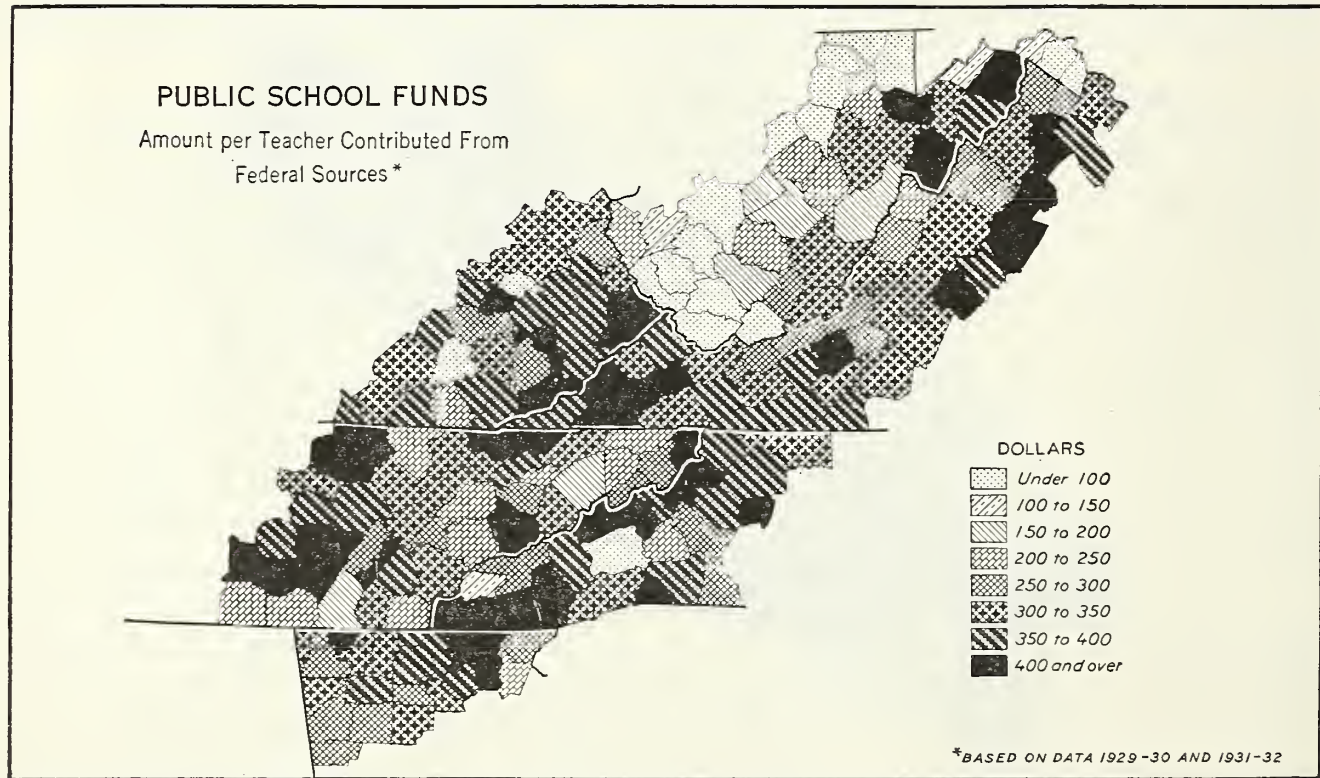 PUBLIC SCHOOL FUNDS
Amount per Teacher Contributed From
Federal Sources*
DOLLARS
Under 100
100 to 150
150 to 200
200 to 250
250 to 300
300 to 350
350 to 400
400 and over
*BASED ON DATA 1929-30 AND 1931-32